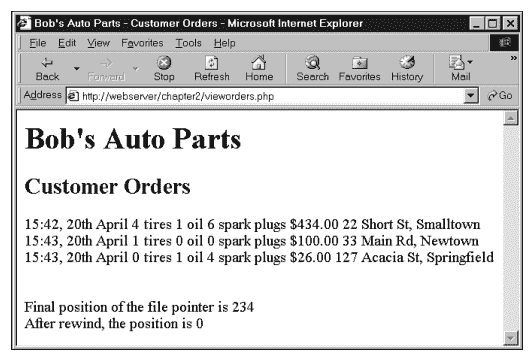 Bob's Auto Parts - Customer Orders - Microsoft Internet Explorer
File Edit View Favorites Tools Help
Back Forward Stop Refresh Home Search Favorites History Mail »
Address http://webserver/chapter2/vieworders.php Go
Bob's Auto Parts
Customer Orders
15:42, 20th April 4 tires 1 oil 6 spark plugs $434.00 22 Short St, Smalltown
15:43, 20th April 1 tires 0 oil 0 spark plugs $100.00 33 Main Rd, Newtown
15:43, 20th April 0 tires 1 oil 4 spark plugs $26.00 127 Acacia St, Springfield
Final position of the file pointer is 234
After rewind, the position is 0